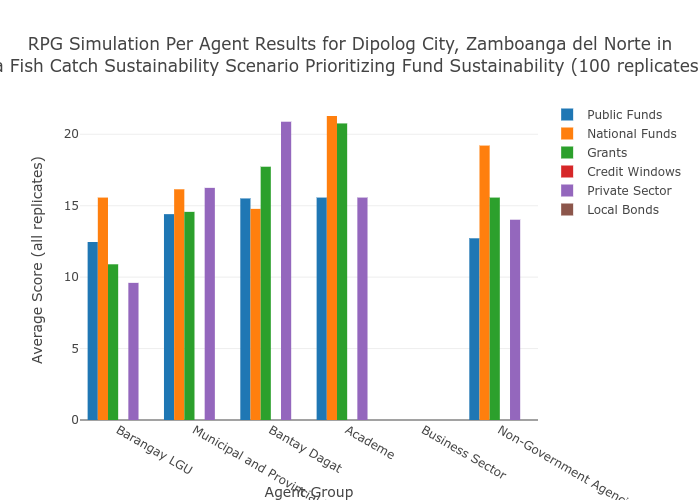 RPG Simulation Per Agent Results for Dipolog City, Zamboanga del Norte in
a Fish Catch Sustainability Scenario Prioritizing Fund Sustainability (100 replicates
Average Score (all replicates)
20
15
10
5
0
Public Funds
National Funds
Grants
Credit Windows
Private Sector
Local Bonds
Barangay LGU
Municipal and Provincial
Bantay Dagat
Academe
Business Sector
Non-Government Agenci
Agent Group